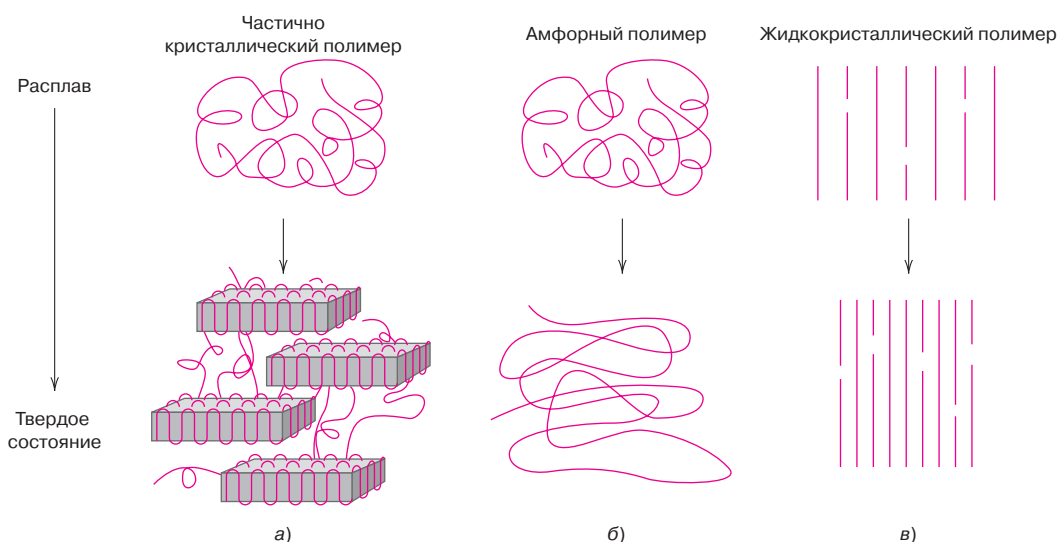 Частично
кристаллический полимер
Амфорный полимер
Жидкокристаллический полимер
Расплав
Твердое
состояние
а)
б)
в)